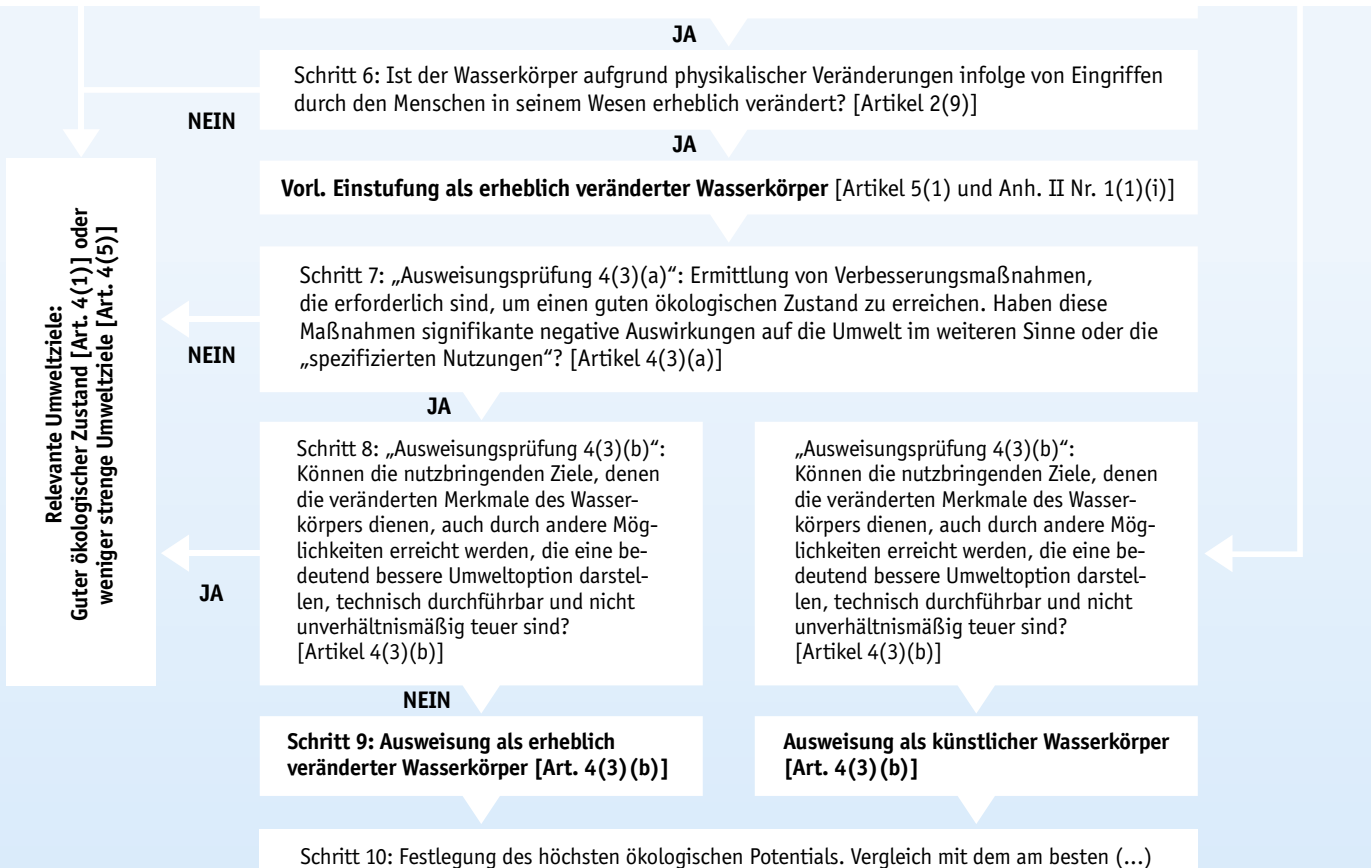 JA
Schritt 6: Ist der Wasserkörper aufgrund physikalischer Veränderungen infolge von Eingriffen
durch den Menschen in seinem Wesen erheblich verändert? [Artikel 2(9)]
NEIN
JA
Vorl. Einstufung als erheblich veränderter Wasserkörper [Artikel 5(1) und Anh. II Nr. 1(1)(i)]
Relevante Umweltziele:
Guter ökologischer Zustand [Art. 4(1)] oder
weniger strenge Umweltziele [Art. 4(5)]
Schritt 7: „Ausweisungsprüfung 4(3)(a)“: Ermittlung von Verbesserungsmaßnahmen,
die erforderlich sind, um einen guten ökologischen Zustand zu erreichen. Haben diese
Maßnahmen signifikante negative Auswirkungen auf die Umwelt im weiteren Sinne oder die
„spezifizierten Nutzungen“? [Artikel 4(3)(a)]
NEIN
JA
Schritt 8: „Ausweisungsprüfung 4(3)(b)“:
Können die nutzbringenden Ziele, denen
die veränderten Merkmale des Wasser-
körpers dienen, auch durch andere Mög-
lichkeiten erreicht werden, die eine be-
deutend bessere Umweltoption darstel-
len, technisch durchführbar und nicht
unverhältnismäßig teuer sind?
[Artikel 4(3)(b)]
JA
„Ausweisungsprüfung 4(3)(b)“:
Können die nutzbringenden Ziele, denen
die veränderten Merkmale des Wasser-
körpers dienen, auch durch andere Mög-
lichkeiten erreicht werden, die eine be-
deutend bessere Umweltoption darstel-
len, technisch durchführbar und nicht
unverhältnismäßig teuer sind?
[Artikel 4(3)(b)]
NEIN
Schritt 9: Ausweisung als erheblich
veränderter Wasserkörper [Art. 4(3)(b)]
Ausweisung als künstlicher Wasserkörper
[Art. 4(3)(b)]
Schritt 10: Festlegung des höchsten ökologischen Potentials. Vergleich mit dem am besten (...)